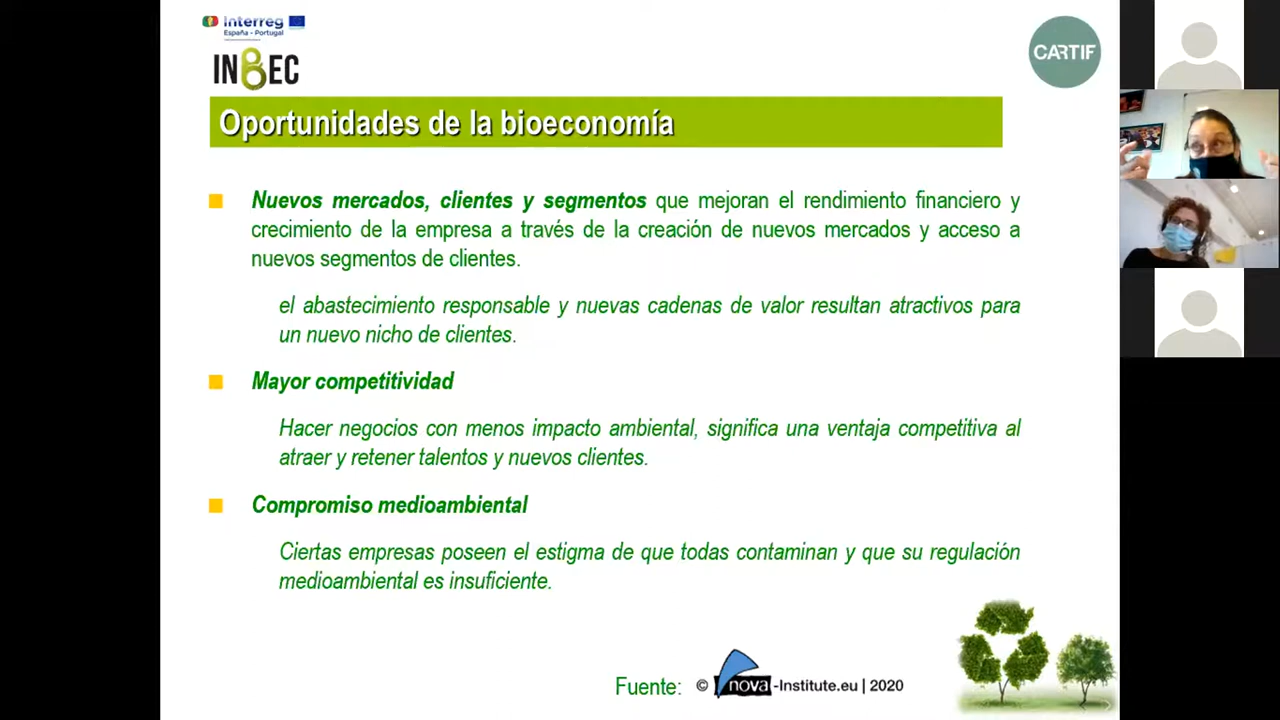 Interreg
España - Portugal
INBEC
CARTIF
Oportunidades de la bioeconomía
Nuevos mercados, clientes y segmentos que mejoran el rendimiento financiero y
crecimiento de la empresa a través de la creación de nuevos mercados y acceso a
nuevos segmentos de clientes.
el abastecimiento responsable y nuevas cadenas de valor resultan atractivos para
un nuevo nicho de clientes.
Mayor competitividad
Hacer negocios con menos impacto ambiental, significa una ventaja competitiva al
atraer y retener talentos y nuevos clientes.
Compromiso medioambiental
Ciertas empresas poseen el estigma de que todas contaminan y que su regulación
medioambiental es insuficiente.
Fuente: © nova-Institute.eu | 2020